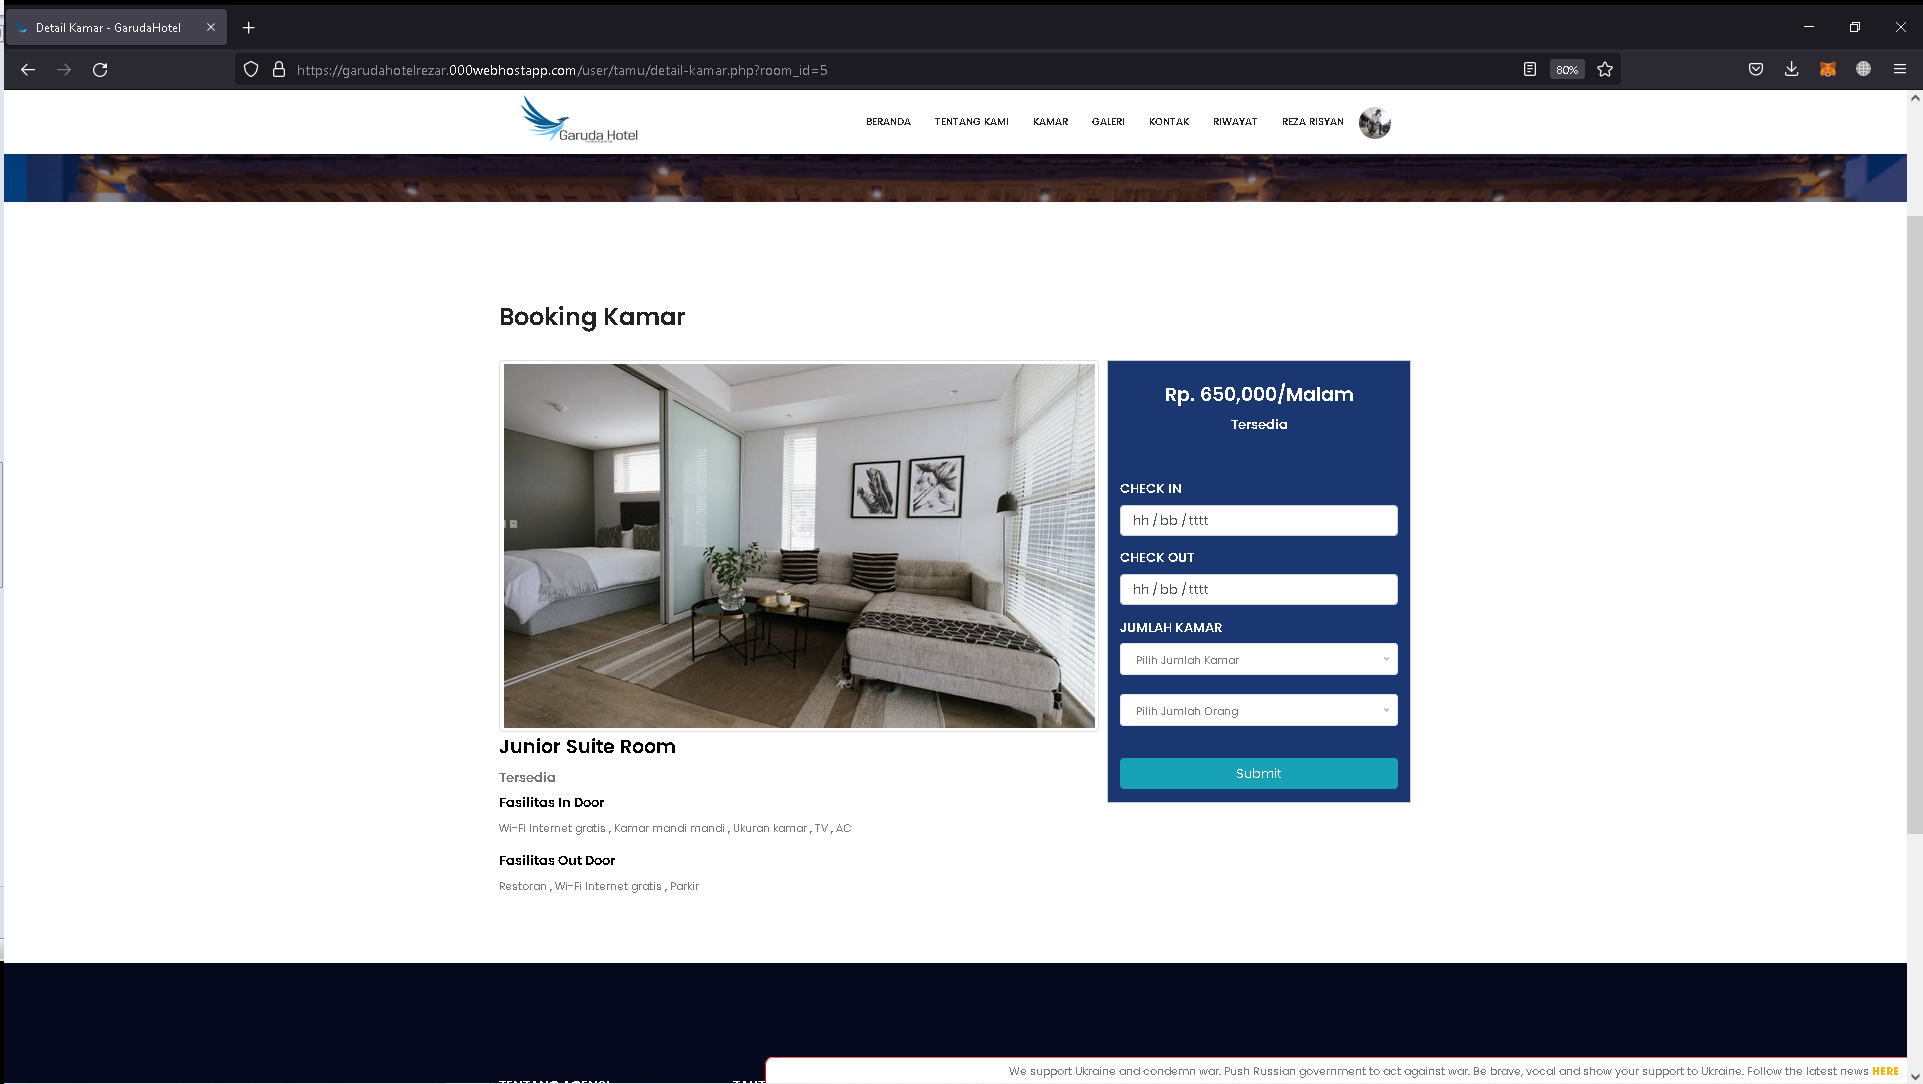 Detail Kamar - GarudaHotel
https://garudahotelrezar.000webhostapp.com/user/tamu/detail-kamar.php?room_id=5
80%
Garuda Hotel
BERANDA TENTANG KAMI KAMAR GALERI KONTAK RIWAYAT REZA RISYAN
Booking Kamar
Rp. 650,000/Malam
Tersedia
CHECK IN
hh / bb / tttt
CHECK OUT
hh / bb / tttt
JUMLAH KAMAR
Pilih Jumlah Kamar
Pilih Jumlah Orang
Submit
Junior Suite Room
Tersedia
Fasilitas In Door
Wi-Fi Internet gratis , Kamar mandi mandi , Ukuran kamar , TV , AC
Fasilitas Out Door
Restoran , Wi-Fi Internet gratis , Parkir
We support Ukraine and condemn war. Push Russian government to act against war. Be brave, vocal and show your support to Ukraine. Follow the latest news HERE